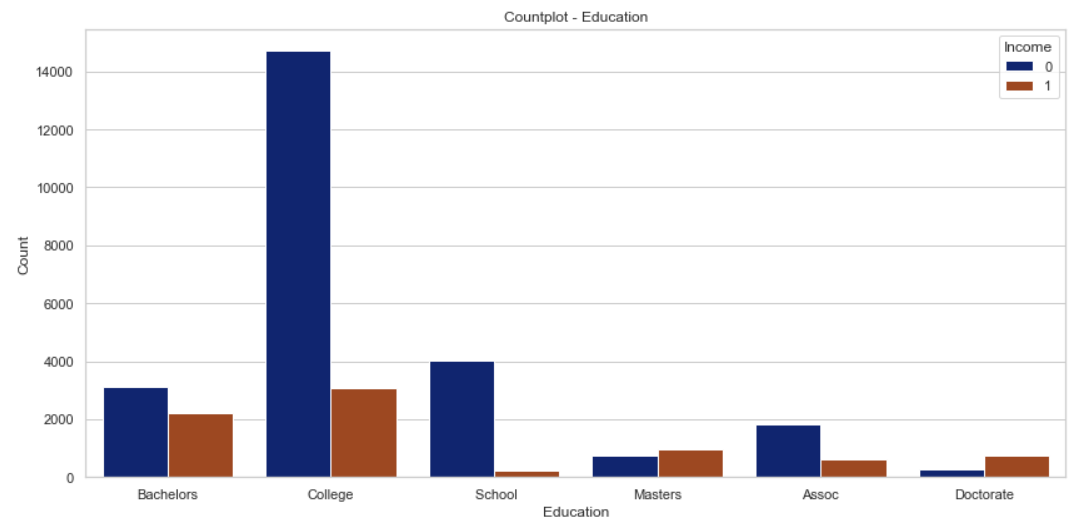 Countplot - Education
Income
0
1
14000
12000
10000
8000
6000
4000
2000
0
Count
Bachelors College School Masters Assoc Doctorate
Education